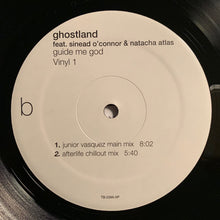 ghostland
feat. sinead o'connor & natacha atlas
guide me god
Vinyl 1
b
1. junior vasquez main mix 8:02
2. afterlife chillout mix 5:40